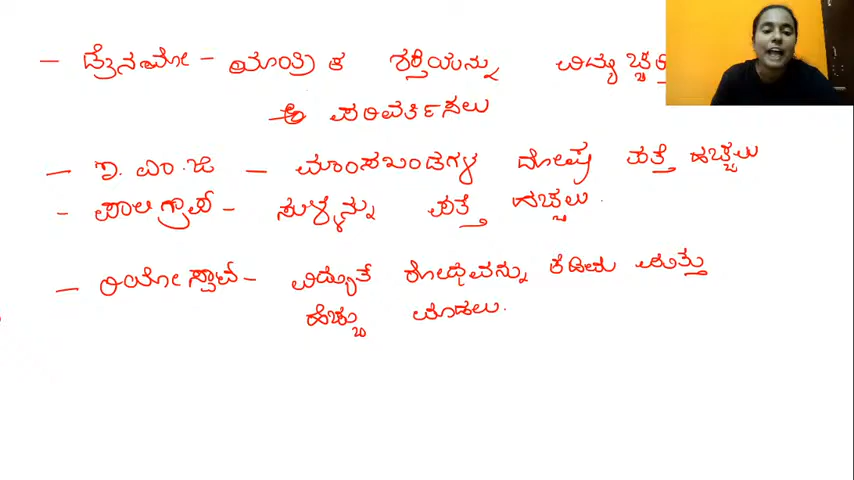 - ಡೈನಮೋ - ಯಾಂತ್ರಿಕ ಶಕ್ತಿಯನ್ನು ವಿದ್ಯುಚ್ಛಕ್ತಿ
ಪರಿವರ್ತಿಸಲು
- ಇ.ಎಂ.ಜಿ - ಮಾಂಸಖಂಡಗಳ ದೋಷ ಪತ್ತೆ ಹಚ್ಚಲು
- ಪಾಲಿಗ್ರಾಫ್ - ಸುಳ್ಳನ್ನು ಪತ್ತೆ ಹಚ್ಚಲು.
- ರಿಯೋಸ್ಟಾಟ್ - ವಿದ್ಯುತ್ ರೋಧವನ್ನು ಕಡಿಮೆ ಮತ್ತು
ಹೆಚ್ಚು ಮಾಡಲು.